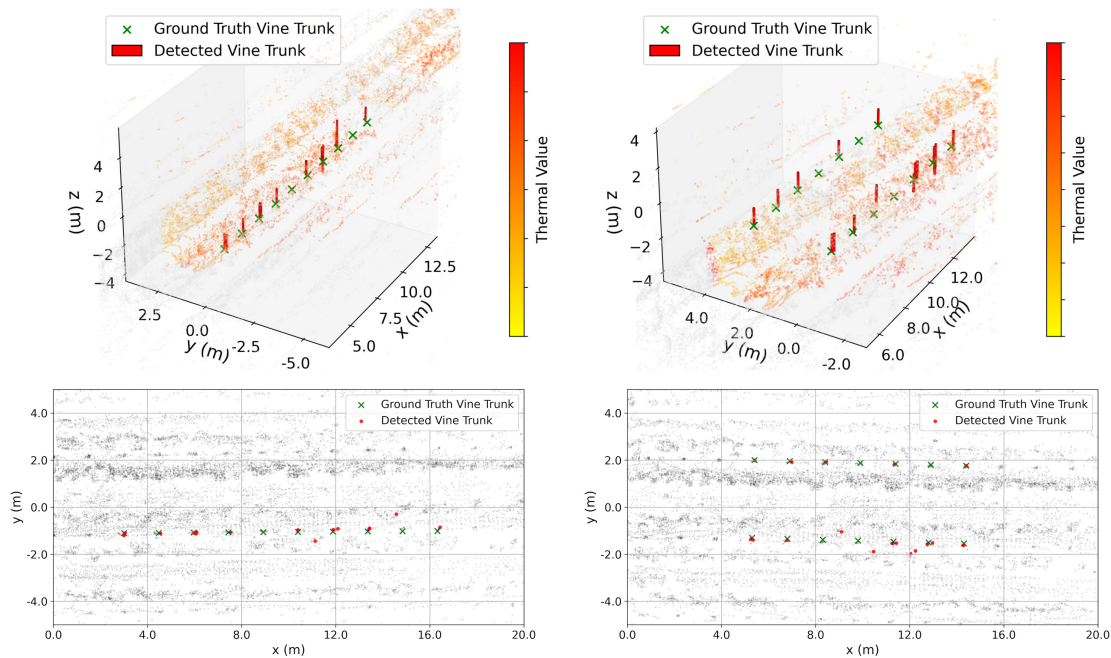 Ground Truth Vine Trunk
Detected Vine Trunk
4
2
0
−2
−4
z (m)
2.5
0.0
-2.5
-5.0
y (m)
5.0
7.5
10.0
12.5
x (m)
Thermal Value
Ground Truth Vine Trunk
Detected Vine Trunk
4
2
0
−2
−4
z (m)
4.0
2.0
0.0
-2.0
y (m)
6.0
8.0
10.0
12.0
x (m)
Thermal Value
Ground Truth Vine Trunk
Detected Vine Trunk
4.0
2.0
0.0
-2.0
-4.0
y (m)
0.0 4.0 8.0 12.0 16.0 20.0
x (m)
Ground Truth Vine Trunk
Detected Vine Trunk
4.0
2.0
0.0
-2.0
-4.0
y (m)
0.0 4.0 8.0 12.0 16.0 20.0
x (m)